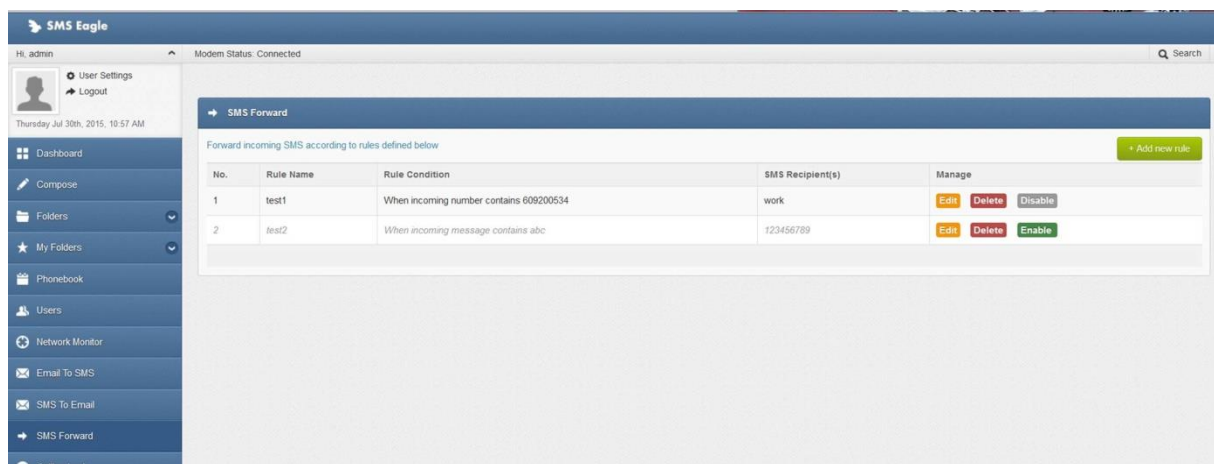 SMS Eagle
Hi, admin
Modem Status: Connected
Search
User Settings
Logout
Thursday Jul 30th, 2015, 10:57 AM
SMS Forward
Forward incoming SMS according to rules defined below
+ Add new rule
No. Rule Name Rule Condition SMS Recipient(s) Manage
1 test1 When incoming number contains 609200534 work Edit Delete Disable
2 test2 When incoming message contains abc 123456789 Edit Delete Enable
Dashboard
Compose
Folders
My Folders
Phonebook
Users
Network Monitor
Email To SMS
SMS To Email
SMS Forward